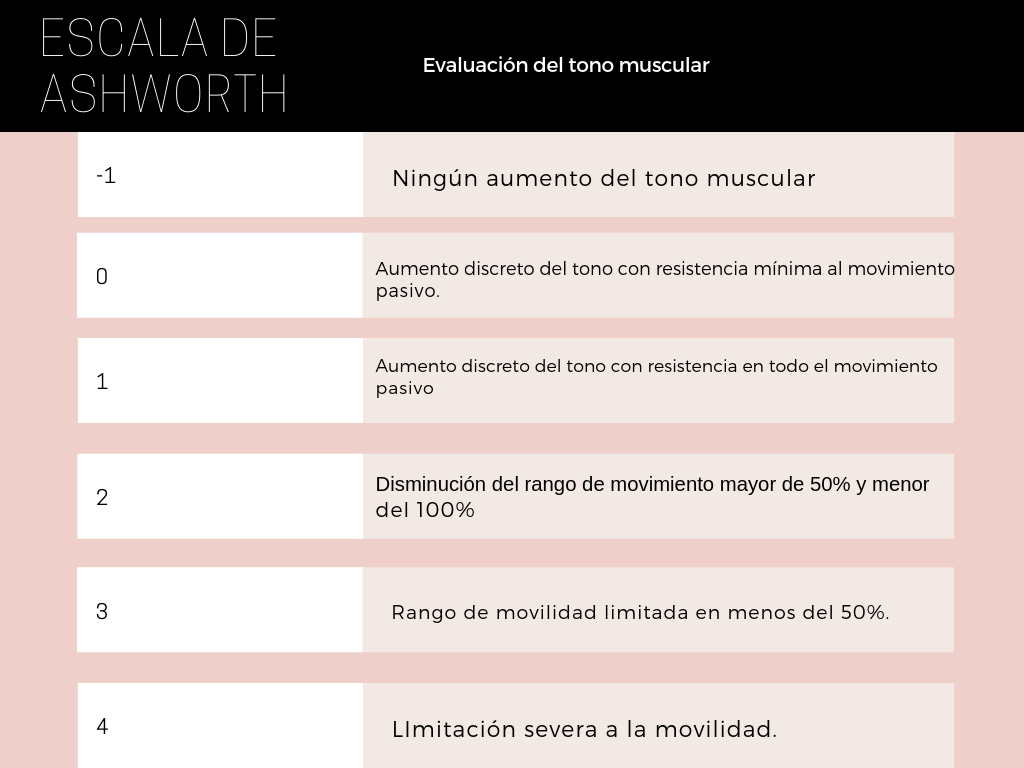 ESCALA DE
ASHWORTH
Evaluación del tono muscular
-1
Ningún aumento del tono muscular
0
Aumento discreto del tono con resistencia mínima al movimiento
pasivo.
1
Aumento discreto del tono con resistencia en todo el movimiento
pasivo
2
Disminución del rango de movimiento mayor de 50% y menor
del 100%
3
Rango de movilidad limitada en menos del 50%.
4
LImitación severa a la movilidad.